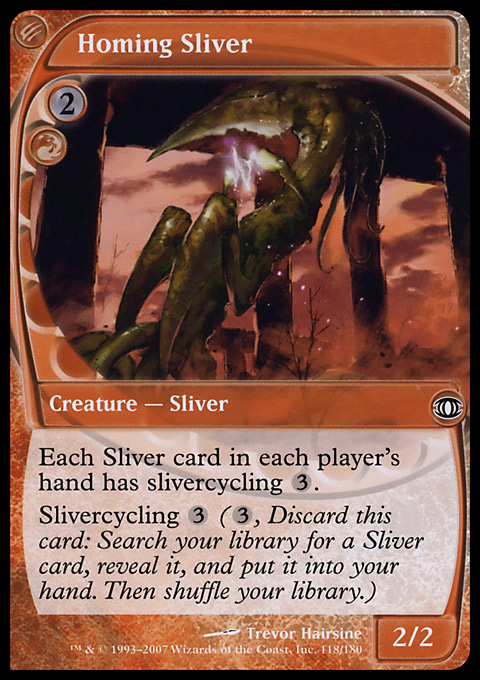 Homing Sliver
2
Creature — Sliver
Each Sliver card in each player's
hand has slivercycling 3.
Slivercycling 3 (3, Discard this
card: Search your library for a Sliver
card, reveal it, and put it into your
hand. Then shuffle your library.)
Trevor Hairsine
™ & © 1993–2007 Wizards of the Coast, Inc. 118/180
2/2